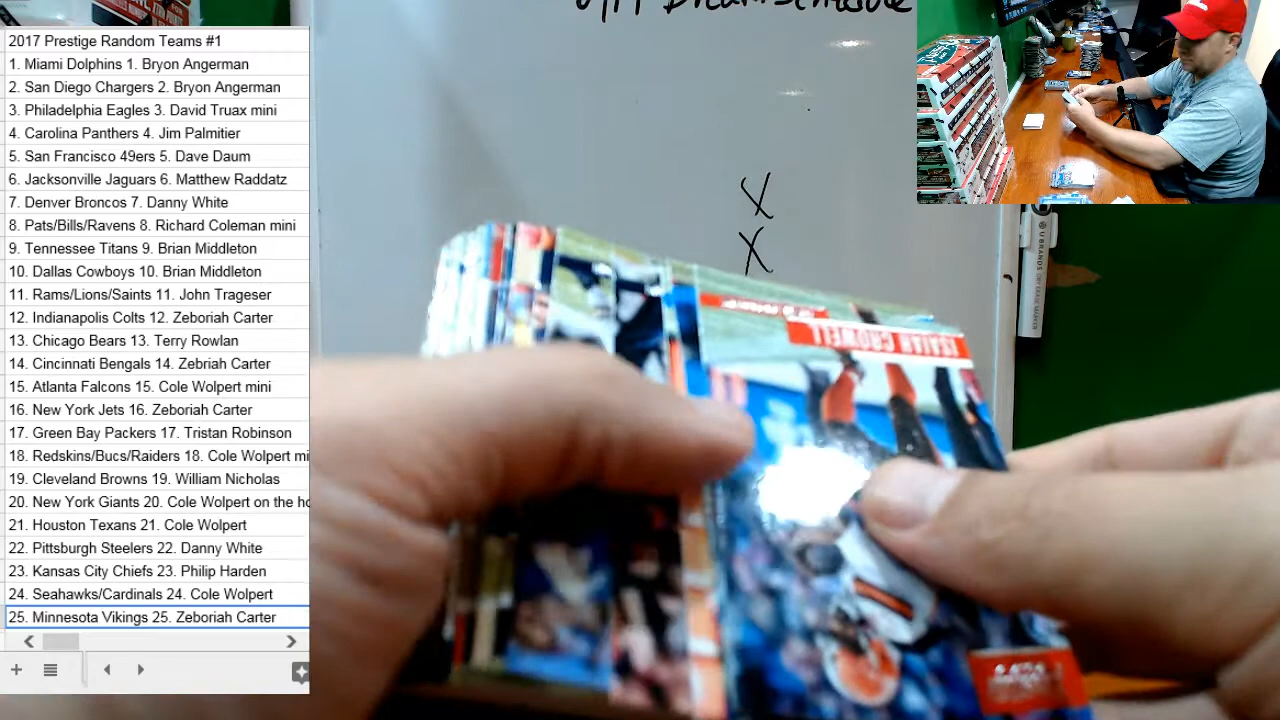 2017 Prestige Random Teams #1
1. Miami Dolphins 1. Bryon Angerman
2. San Diego Chargers 2. Bryon Angerman
3. Philadelphia Eagles 3. David Truax mini
4. Carolina Panthers 4. Jim Palmitier
5. San Francisco 49ers 5. Dave Daum
6. Jacksonville Jaguars 6. Matthew Raddatz
7. Denver Broncos 7. Danny White
8. Pats/Bills/Ravens 8. Richard Coleman mini
9. Tennessee Titans 9. Brian Middleton
10. Dallas Cowboys 10. Brian Middleton
11. Rams/Lions/Saints 11. John Trageser
12. Indianapolis Colts 12. Zeboriah Carter
13. Chicago Bears 13. Terry Rowlan
14. Cincinnati Bengals 14. Zebriah Carter
15. Atlanta Falcons 15. Cole Wolpert mini
16. New York Jets 16. Zeboriah Carter
17. Green Bay Packers 17. Tristan Robinson
18. Redskins/Bucs/Raiders 18. Cole Wolpert mi
19. Cleveland Browns 19. William Nicholas
20. New York Giants 20. Cole Wolpert on the ho
21. Houston Texans 21. Cole Wolpert
22. Pittsburgh Steelers 22. Danny White
23. Kansas City Chiefs 23. Philip Harden
24. Seahawks/Cardinals 24. Cole Wolpert
25. Minnesota Vikings 25. Zeboriah Carter
X
X
ISAIAH CROWELL
U BRANDS